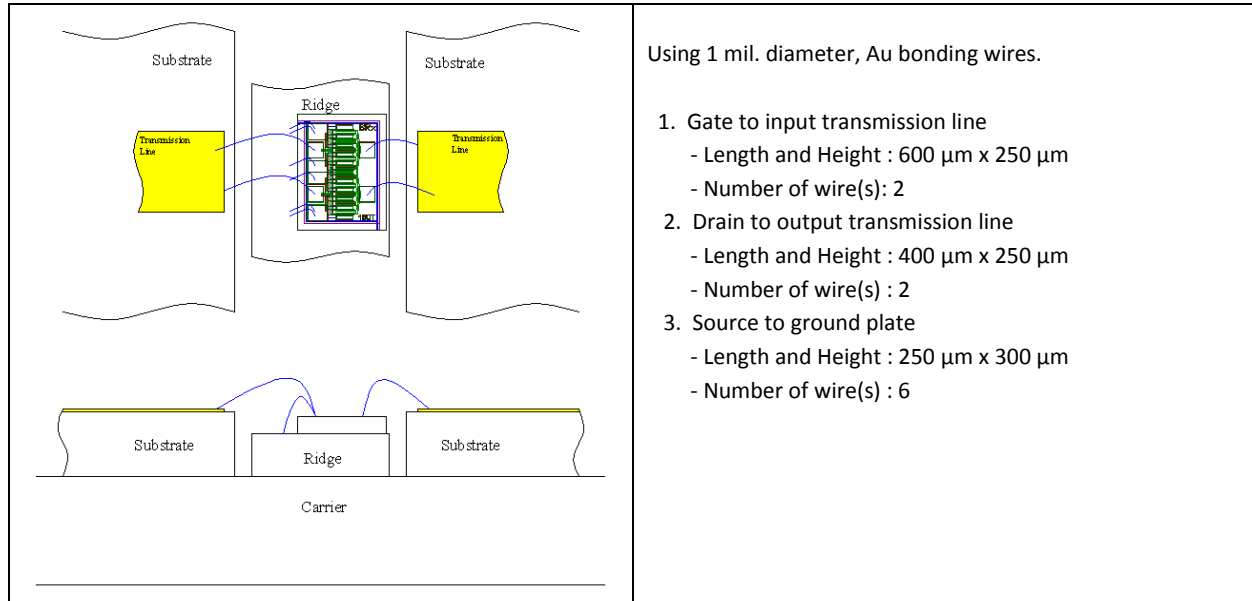 Substrate
Substrate
Ridge
Transmission
Line
Transmission
Line
Substrate
Ridge
Substrate
Carrier
Using 1 mil. diameter, Au bonding wires.
1. Gate to input transmission line
- Length and Height : 600 µm x 250 µm
- Number of wire(s): 2
2. Drain to output transmission line
- Length and Height : 400 µm x 250 µm
- Number of wire(s) : 2
3. Source to ground plate
- Length and Height : 250 µm x 300 µm
- Number of wire(s) : 6